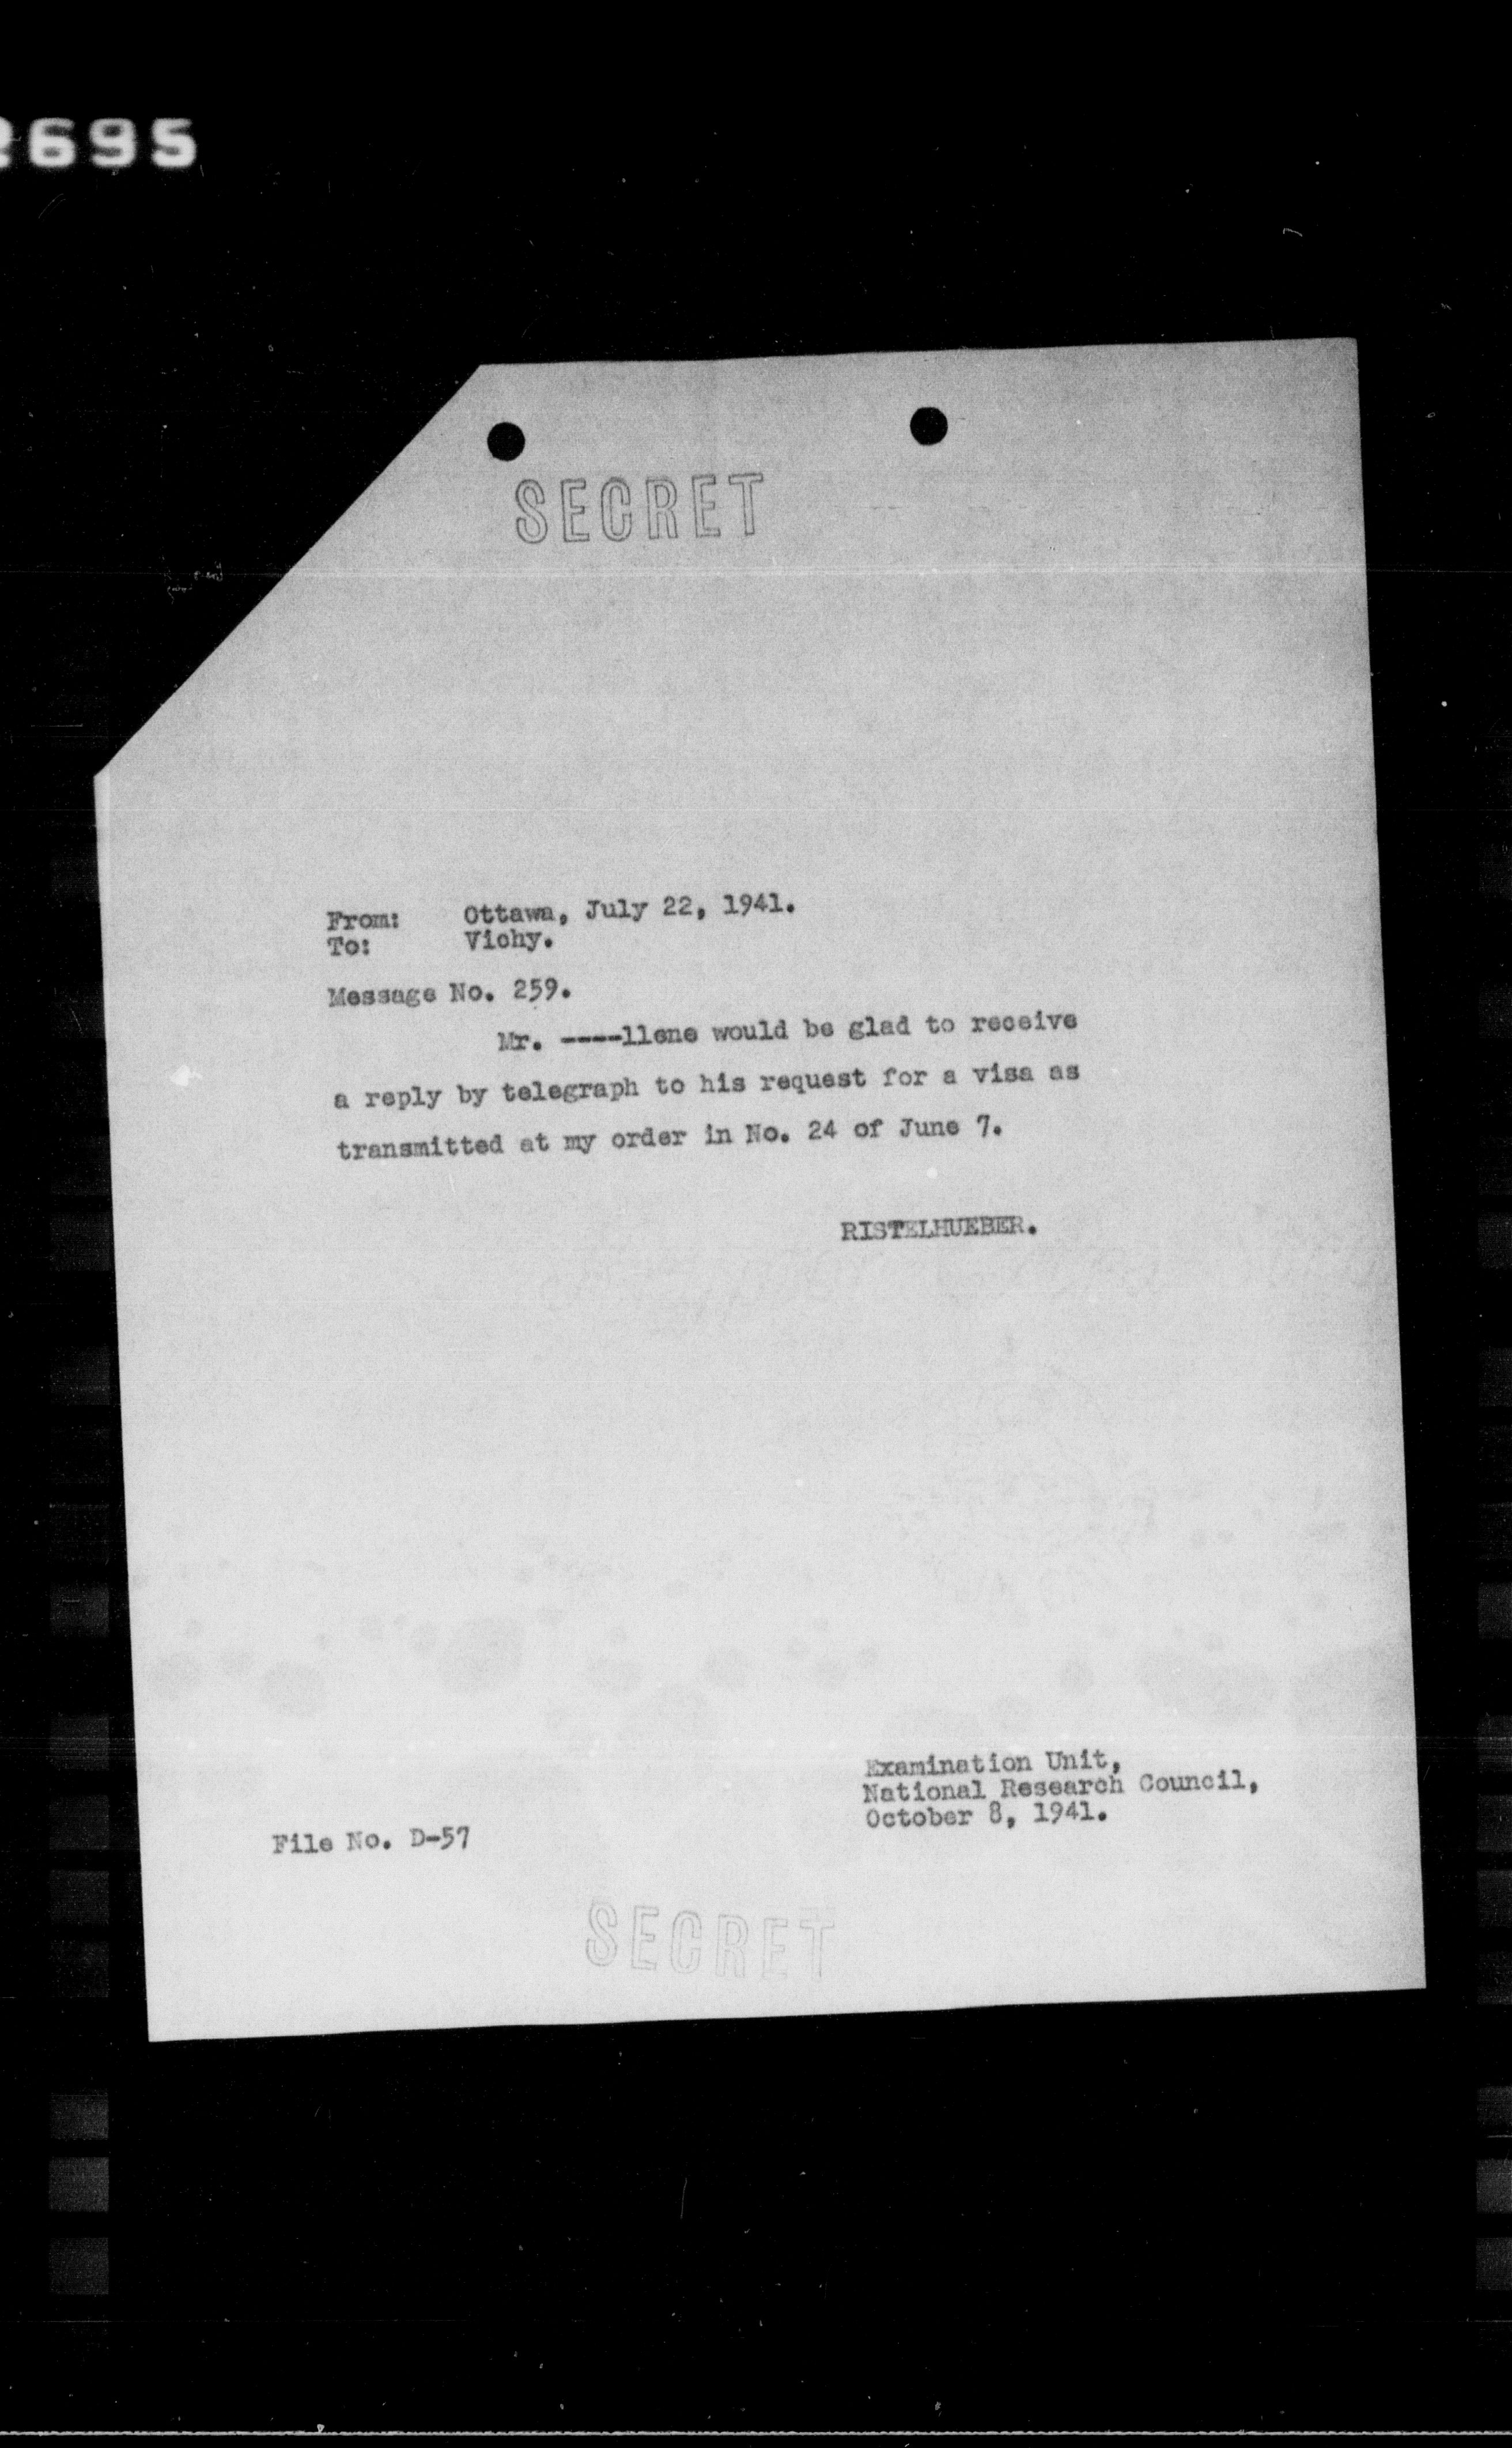 2695
SECRET
From: Ottawa, July 22, 1941.
To: Vichy.
Message No. 259.
Mr. ----llene would be glad to receive
a reply by telegraph to his request for a visa as
transmitted at my order in No. 24 of June 7.
RISTELHUEBER.
Examination Unit,
National Research Council,
October 8, 1941.
File No. D-57
SECRET